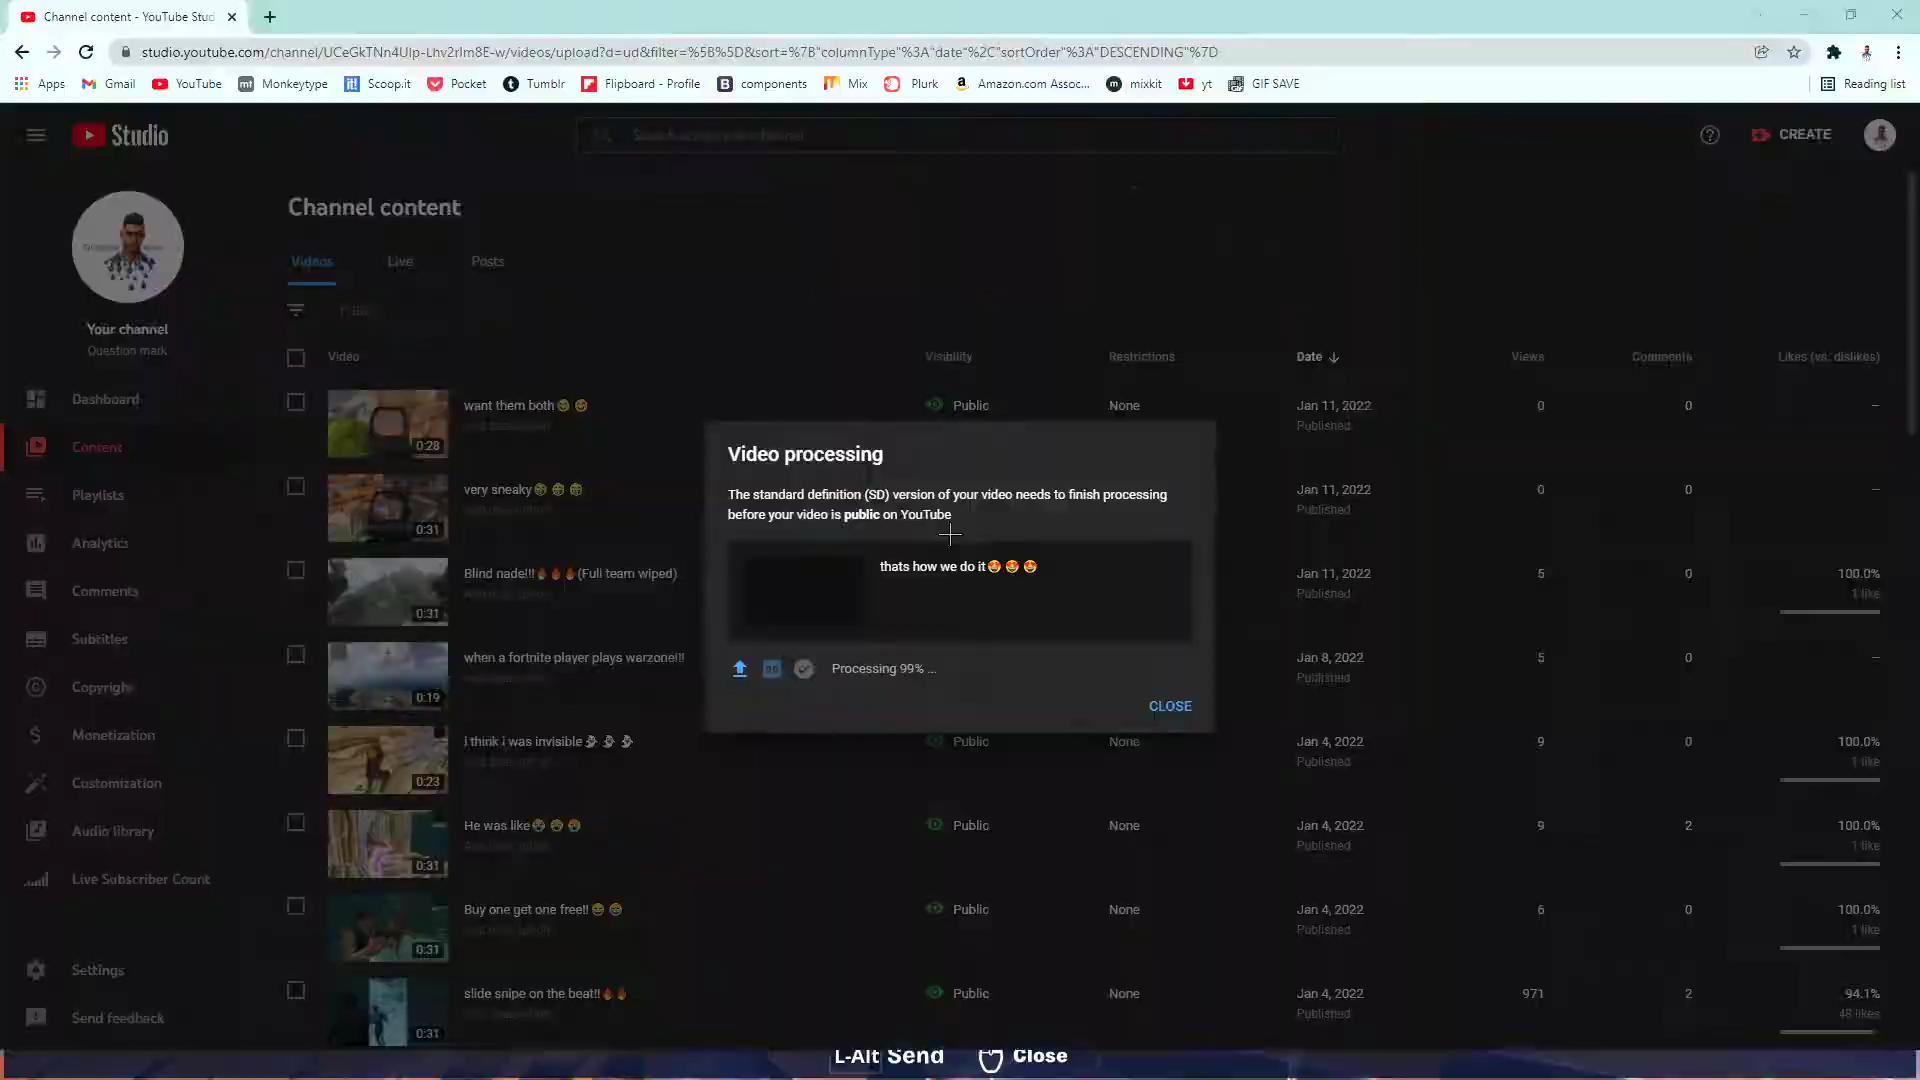 Channel content - YouTube Stud
studio.youtube.com/channel/UCeGkTNn4Ulp-Lhv2rIm8E-w/videos/upload?d=ud&filter=%5B%5D&sort=%7B"columnType"%3A"date"%2C"sortOrder"%3A"DESCENDING"%7D
Apps Gmail YouTube mt Monkeytype it! Scoop.it Pocket Tumblr Flipboard - Profile B components Mix Plurk Amazon.com Assoc... m mixkit yt GIF SAVE Reading list
Studio
CREATE
Channel content
Videos Live Posts
Your channel
Question mark
Video Visibility Restrictions Date Views Comments Likes (vs. dislikes)
Dashboard
Content
Playlists
Analytics
Comments
Subtitles
Copyright
Monetization
Customization
Audio library
Live Subscriber Count
Settings
Send feedback
want them both😅 😅 Public None Jan 11, 2022 0 0 –
Published
0:28
very sneaky Jan 11, 2022 0 0 –
Published
0:31
Blind nade!!!🔥🔥🔥(Full team wiped) Jan 11, 2022 5 0 100.0%
Published 1 like
0:31
when a fortnite player plays warzone!!! Jan 8, 2022 5 0 –
Published
0:19
i think i was invisible Public None Jan 4, 2022 9 0 100.0%
Published 1 like
0:23
He was like😭 😭 😭 Public None Jan 4, 2022 9 2 100.0%
Published 1 like
0:31
Buy one get one free!!😂 😂 Public None Jan 4, 2022 6 0 100.0%
Published 1 like
0:31
slide snipe on the beat!!🔥🔥 Public None Jan 4, 2022 971 2 94.1%
Published 48 likes
0:31
Video processing
The standard definition (SD) version of your video needs to finish processing
before your video is public on YouTube
thats how we do it🤩 🤩 🤩
Processing 99% ...
CLOSE
L-Alt Send Close